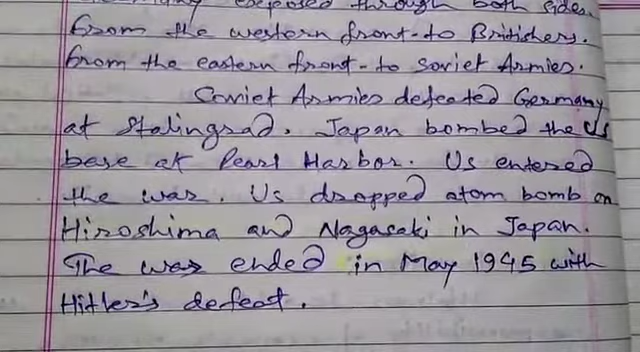 exposed through both sides.
from the western front-to Britishers.
from the eastern front-to Soviet Armies.
Soviet Armies defeated Germany
at Stalingrad. Japan bombed the US
base at Pearl Harbor. Us entered
the war. Us dropped atom bomb on
Hiroshima and Nagasaki in Japan.
The war ended in May 1945 with
Hitler's defeat.